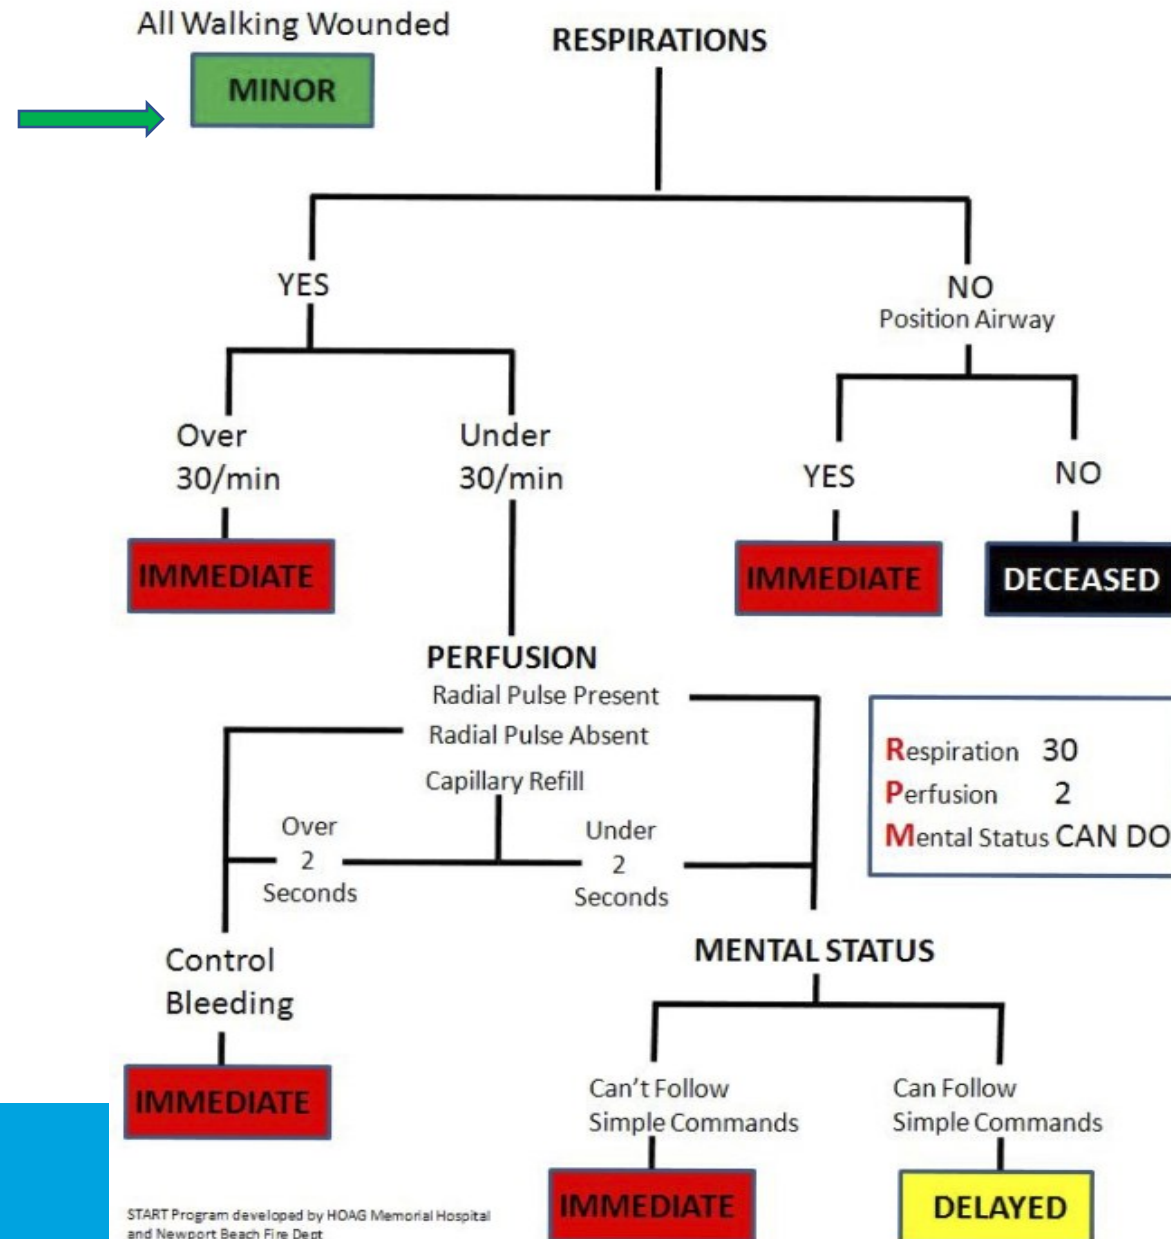 All Walking Wounded
MINOR
RESPIRATIONS
YES
NO
Position Airway
Over
30/min
Under
30/min
YES
NO
IMMEDIATE
IMMEDIATE
DECEASED
PERFUSION
Radial Pulse Present
Radial Pulse Absent
Capillary Refill
Over
2
Seconds
Under
2
Seconds
Respiration 30
Perfusion 2
Mental Status CAN DO
Control
Bleeding
IMMEDIATE
MENTAL STATUS
Can't Follow
Simple Commands
Can Follow
Simple Commands
IMMEDIATE
DELAYED
START Program developed by HOAG Memorial Hospital
and Newport Beach Fire Dept